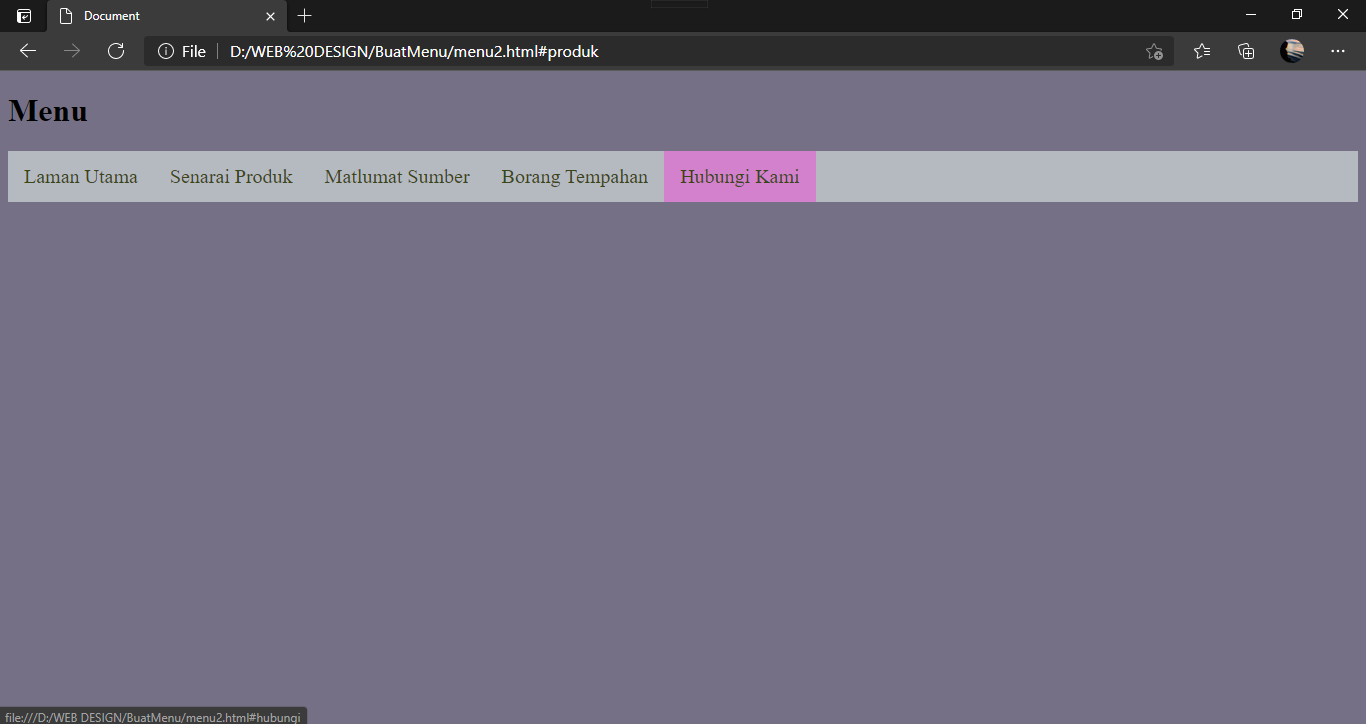 Document
File
D:/WEB%20DESIGN/BuatMenu/menu2.html#produk
Menu
Laman Utama Senarai Produk Matlumat Sumber Borang Tempahan Hubungi Kami
file:///D:/WEB DESIGN/BuatMenu/menu2.html#hubungi